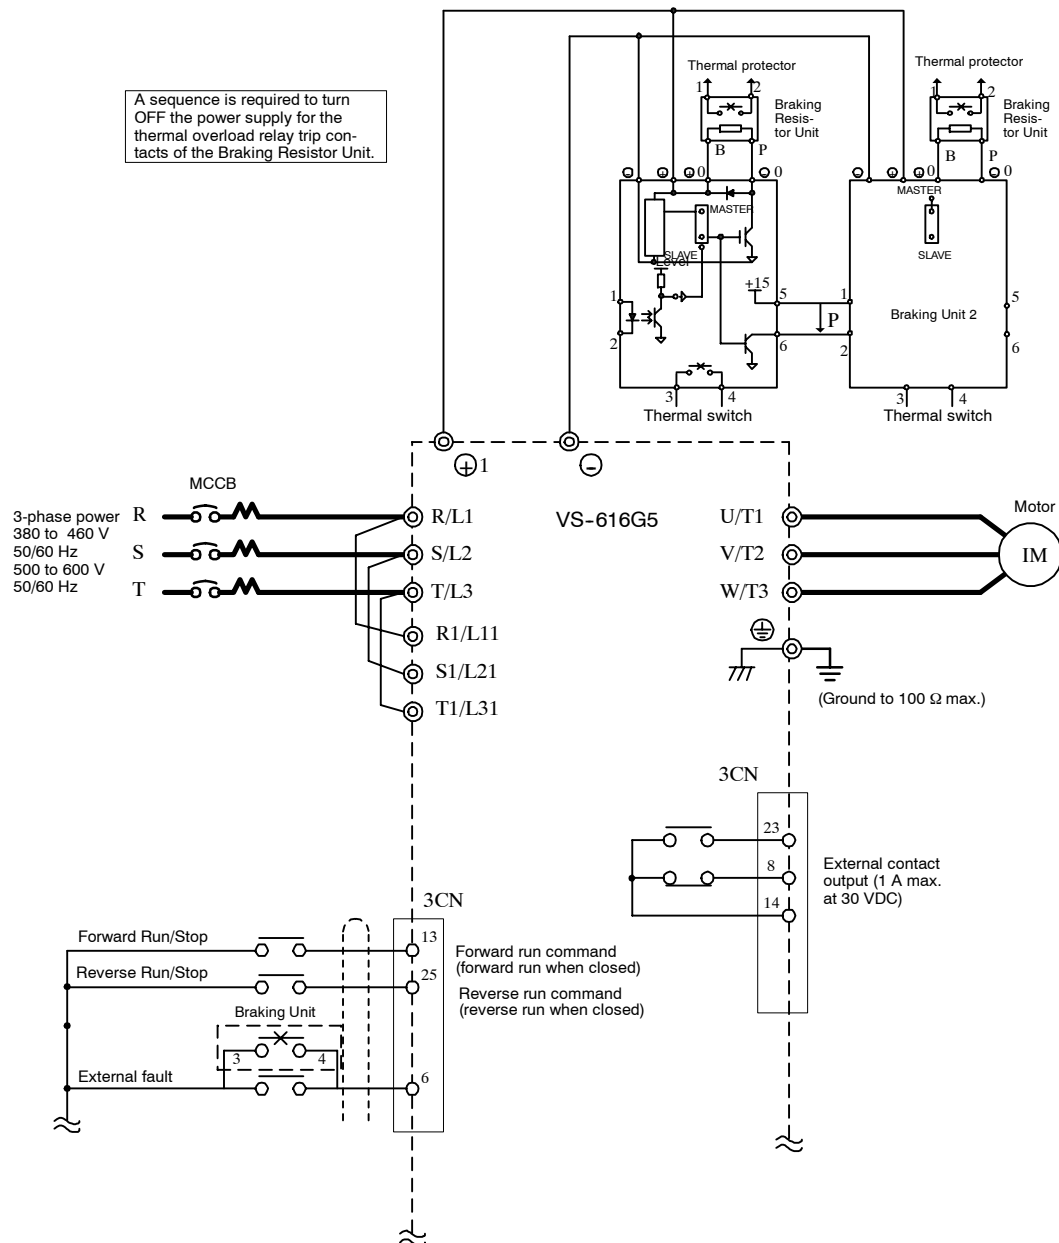 Thermal protector
1 2
Braking
Resis-
tor Unit
B P
Thermal protector
1 2
Braking
Resis-
tor Unit
B P
A sequence is required to turn
OFF the power supply for the
thermal overload relay trip con-
tacts of the Braking Resistor Unit.
⊖ ⊕ ⊕0 ⊖0
⊖ ⊕ ⊕0 ⊖0
MASTER
SLAVE
Level
+15
1
2
5
6
P
3 4
Thermal switch
MASTER
SLAVE
1
2
Braking Unit 2
5
6
3 4
Thermal switch
⊕1
⊖
MCCB
3-phase power
380 to 460 V
50/60 Hz
500 to 600 V
50/60 Hz
R
S
T
R/L1
S/L2
T/L3
R1/L11
S1/L21
T1/L31
VS-616G5
U/T1
V/T2
W/T3
Motor
IM
(Ground to 100 Ω max.)
3CN
23
8
14
External contact
output (1 A max.
at 30 VDC)
3CN
Forward Run/Stop
13
Forward run command
(forward run when closed)
Reverse Run/Stop
25
Reverse run command
(reverse run when closed)
Braking Unit
3 4
External fault
6